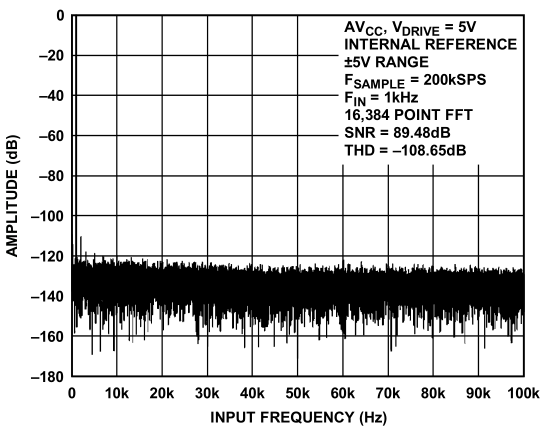 AVCC, VDRIVE = 5V
INTERNAL REFERENCE
±5V RANGE
FSAMPLE = 200kSPS
FIN = 1kHz
16,384 POINT FFT
SNR = 89.48dB
THD = –108.65dB
AMPLITUDE (dB)
0
–20
–40
–60
–80
–100
–120
–140
–160
–180
0 10k 20k 30k 40k 50k 60k 70k 80k 90k 100k
INPUT FREQUENCY (Hz)